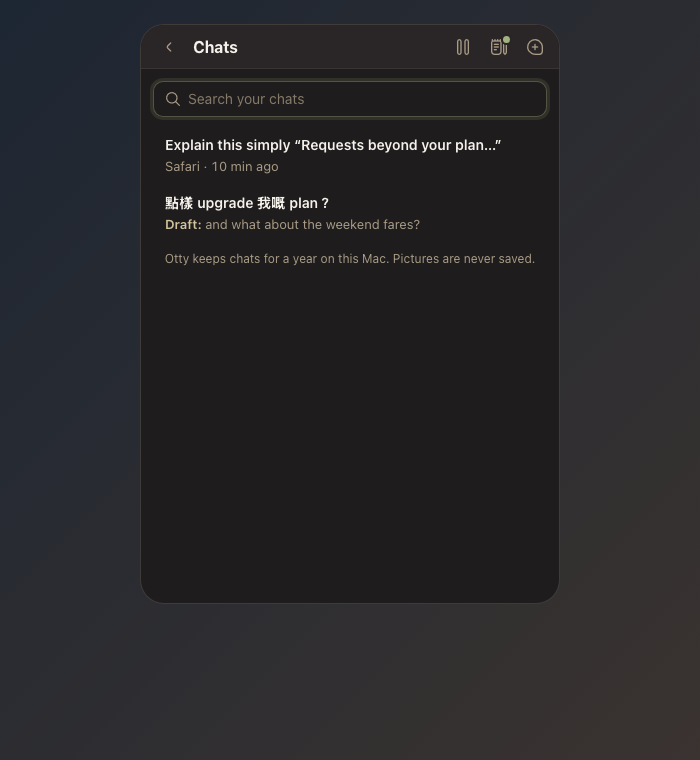 Chats
Search your chats
Explain this simply “Requests beyond your plan...”
Safari · 10 min ago
點樣 upgrade 我嘅 plan ?
Draft: and what about the weekend fares?
Otty keeps chats for a year on this Mac. Pictures are never saved.